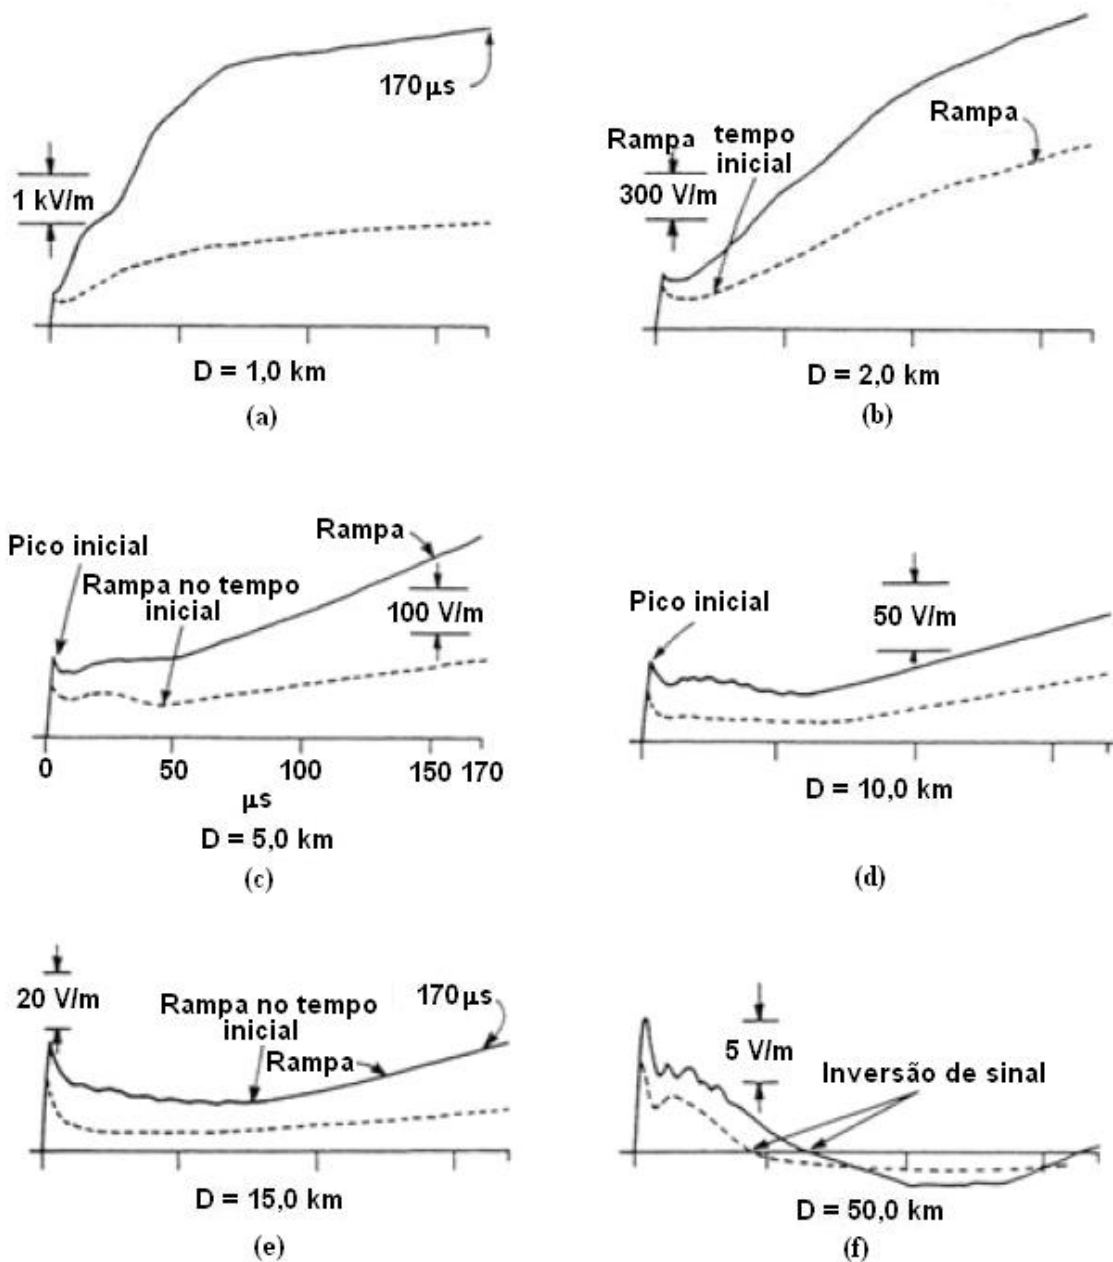 170µs
1 kV/m
D = 1,0 km
(a)
Rampa
tempo
inicial
Rampa
300 V/m
D = 2,0 km
(b)
Pico inicial
Rampa
Rampa no tempo
inicial
100 V/m
0 50 100 150 170
µs
D = 5,0 km
(c)
Pico inicial
50 V/m
D = 10,0 km
(d)
20 V/m
Rampa no tempo
inicial
170µs
Rampa
D = 15,0 km
(e)
5 V/m
Inversão de sinal
D = 50,0 km
(f)